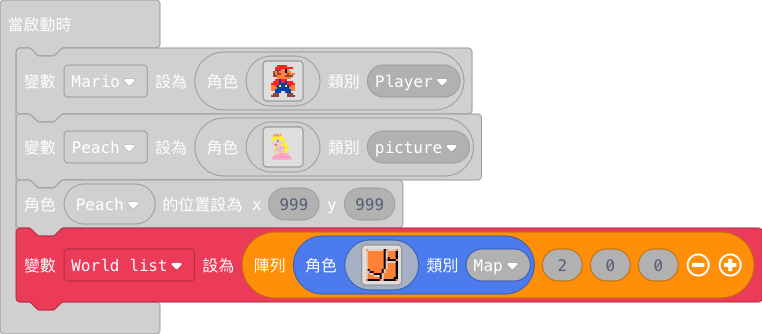 當啟動時
變數 Mario 設為 角色 類別 Player
變數 Peach 設為 角色 類別 picture
角色 Peach 的位置設為 x 999 y 999
變數 World list 設為 陣列 角色 類別 Map 2 0 0